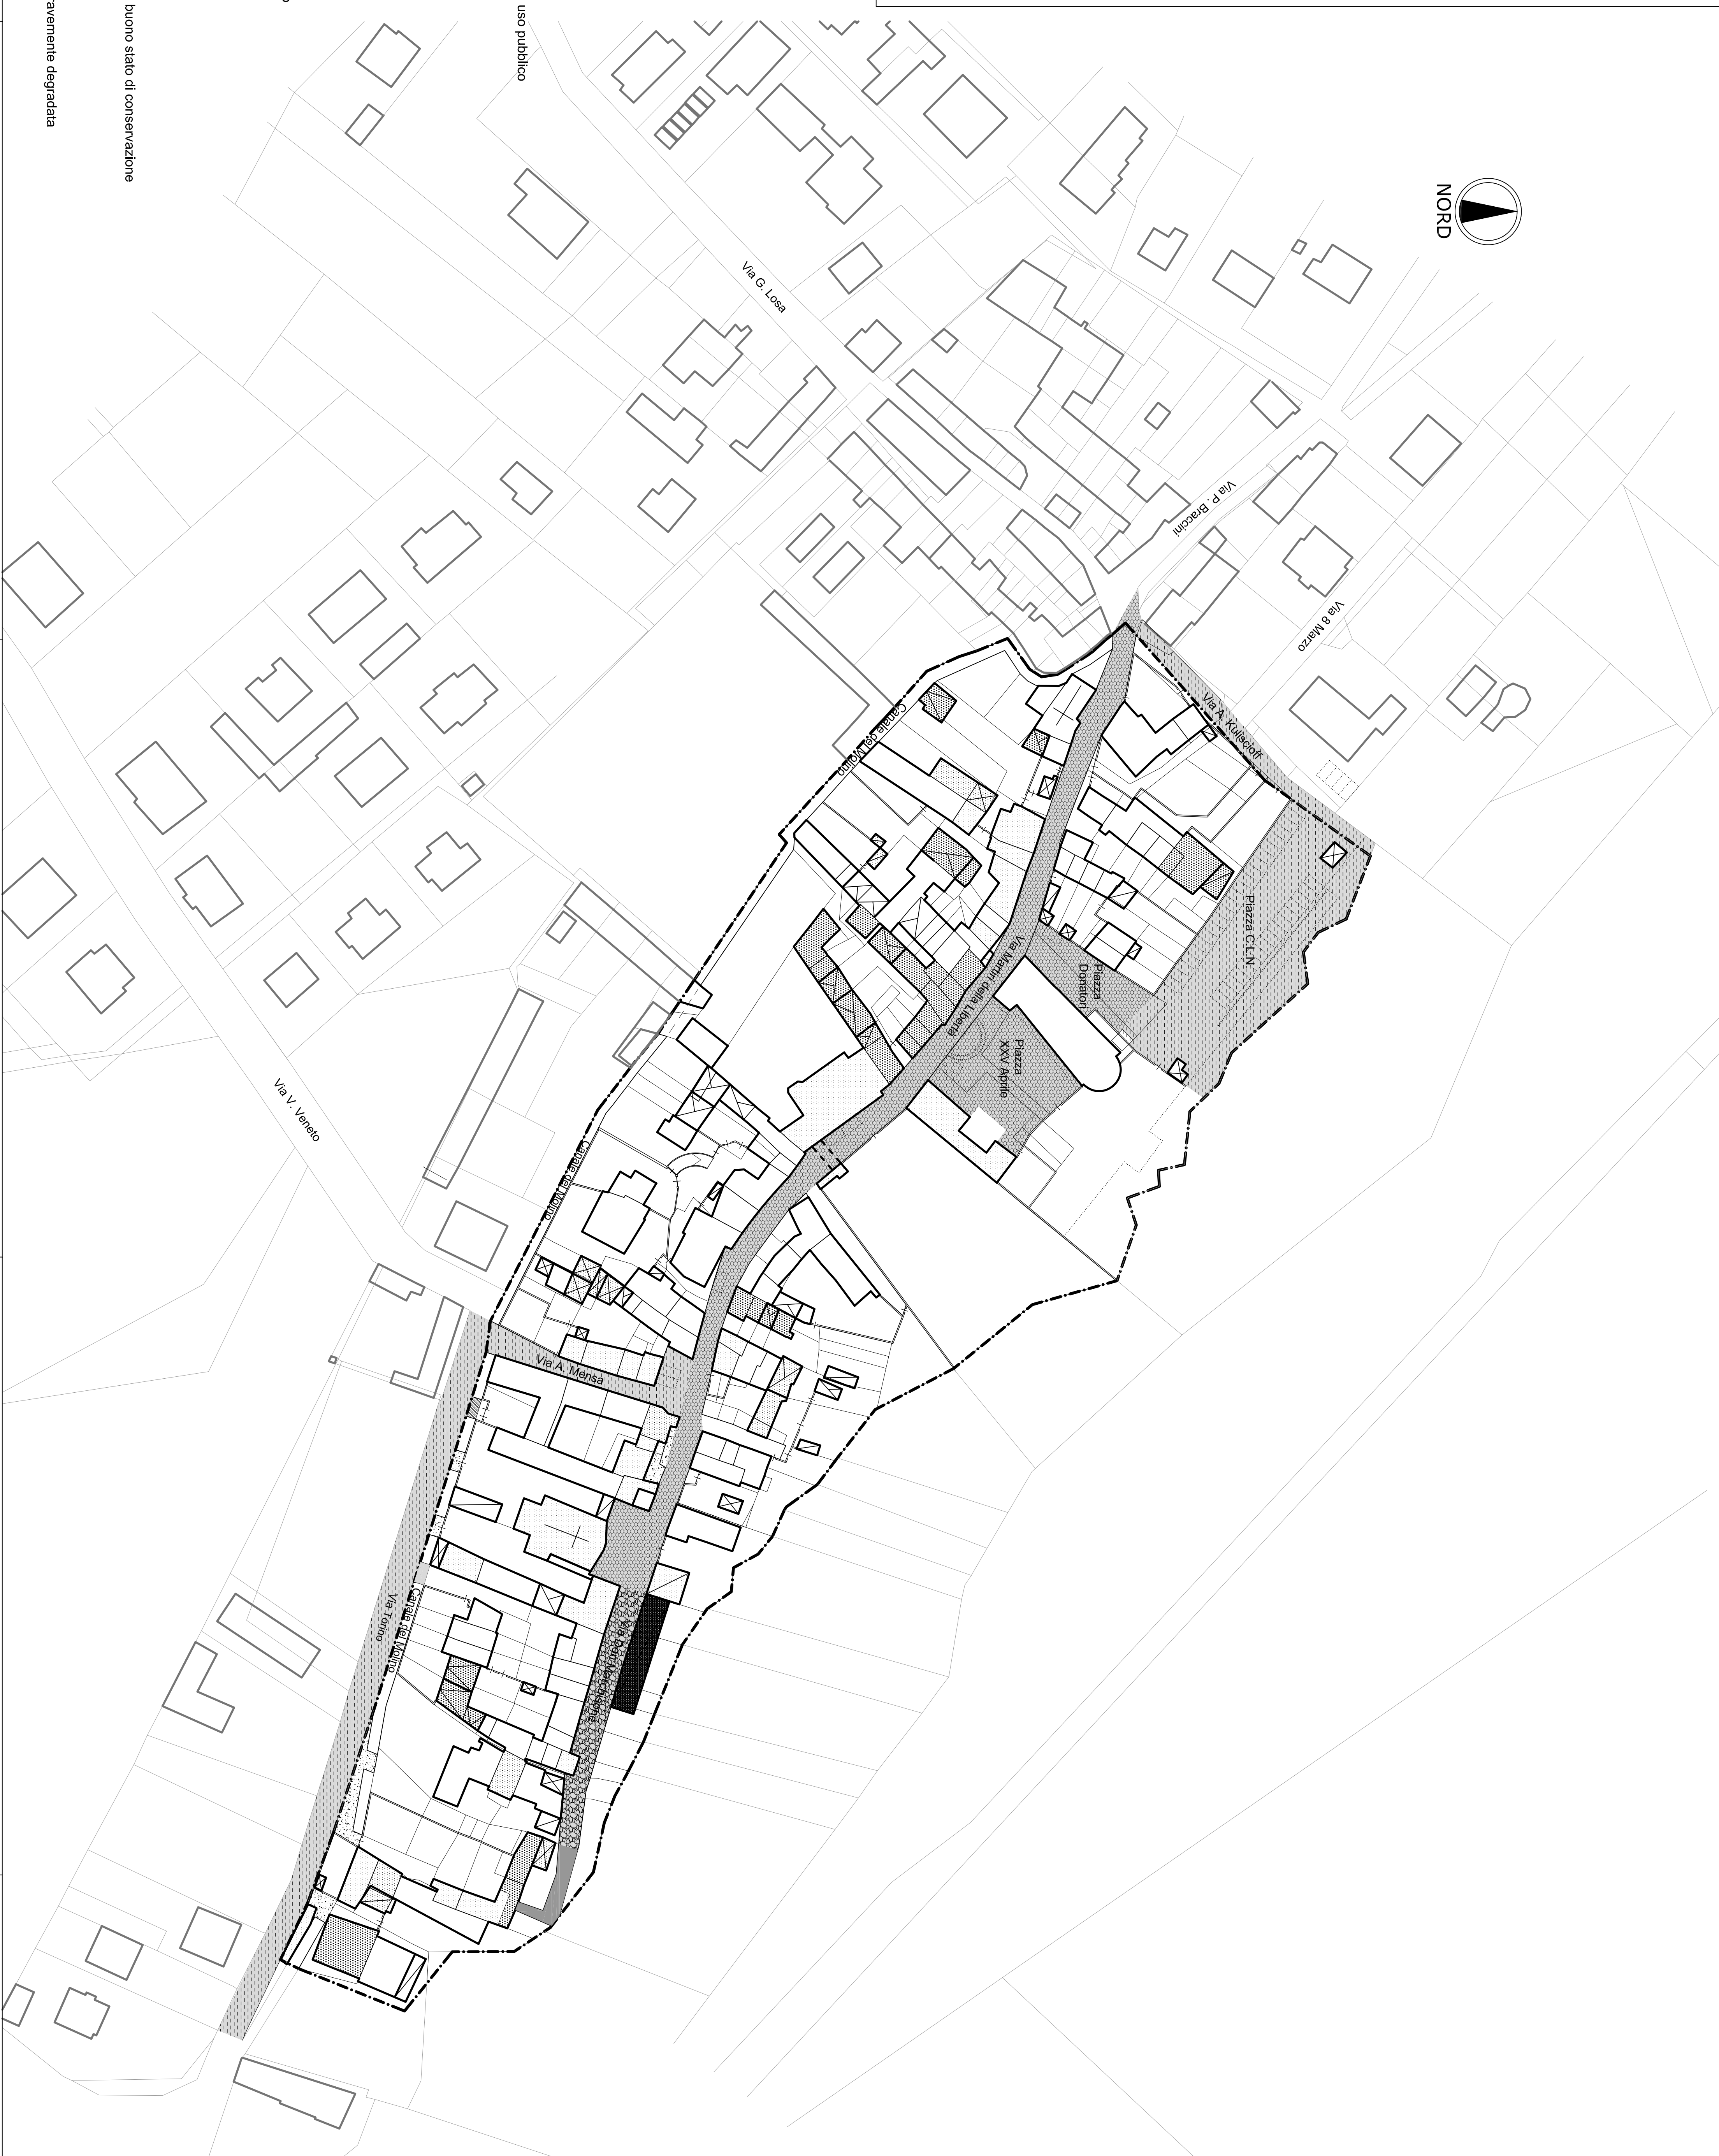 uso pubblico
buono stato di conservazione
avemente degradata
NORD
Via G. Losa
Via P. Braccini
Via 8 Marzo
Via A. Kuliscioff
Canale del Molino
Piazza C.L.N.
Piazza
Donatori
Via Martiri della Libertà
Piazza
XXV Aprile
Via V. Veneto
Canale del Molino
Via A. Mensa
Canale del Molino
Via Torino